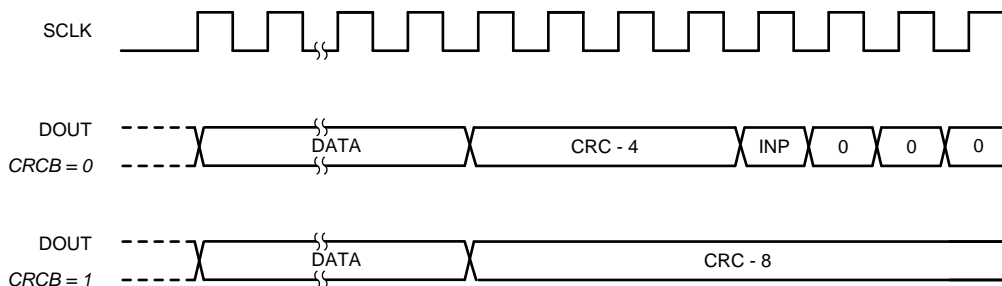 SCLK
DOUT
CRCB = 0
DATA
CRC - 4
INP
0
0
0
DOUT
CRCB = 1
DATA
CRC - 8